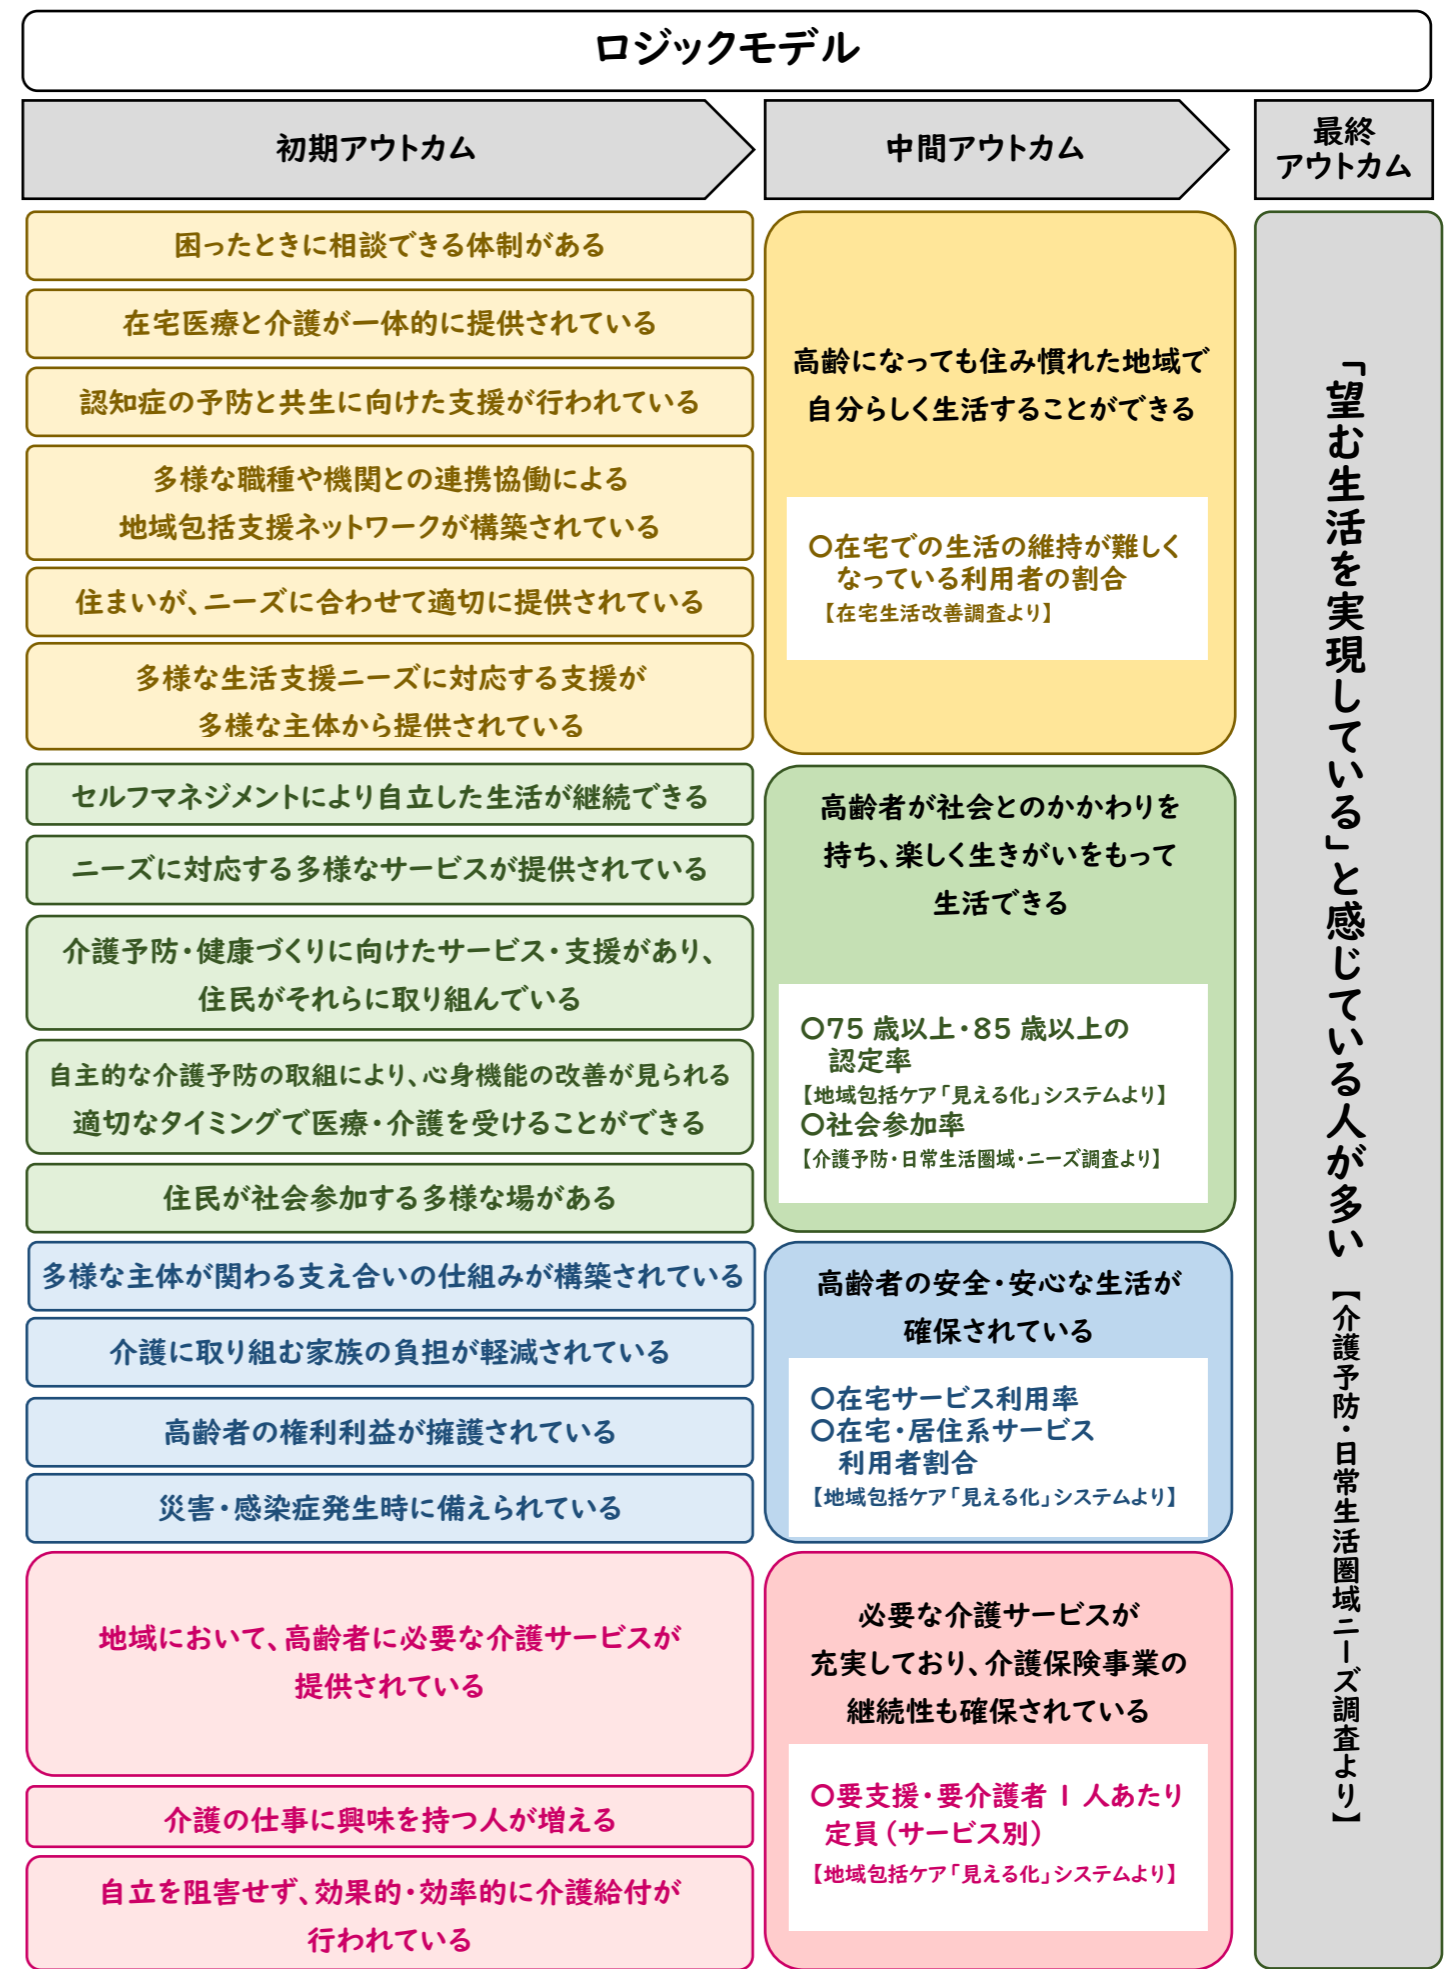 ロジックモデル
初期アウトカム
中間アウトカム
最終
アウトカム
困ったときに相談できる体制がある
在宅医療と介護が一体的に提供されている
認知症の予防と共生に向けた支援が行われている
多様な職種や機関との連携協働による
地域包括支援ネットワークが構築されている
住まいが、ニーズに合わせて適切に提供されている
多様な生活支援ニーズに対応する支援が
多様な主体から提供されている
高齢になっても住み慣れた地域で
自分らしく生活することができる
〇在宅での生活の維持が難しく
なっている利用者の割合
【在宅生活改善調査より】
セルフマネジメントにより自立した生活が継続できる
ニーズに対応する多様なサービスが提供されている
介護予防・健康づくりに向けたサービス・支援があり、
住民がそれらに取り組んでいる
自主的な介護予防の取組により、心身機能の改善が見られる
適切なタイミングで医療・介護を受けることができる
住民が社会参加する多様な場がある
高齢者が社会とのかかわりを
持ち、楽しく生きがいをもって
生活できる
〇75 歳以上・85 歳以上の
認定率
【地域包括ケア「見える化」システムより】
〇社会参加率
【介護予防・日常生活圏域・ニーズ調査より】
多様な主体が関わる支え合いの仕組みが構築されている
介護に取り組む家族の負担が軽減されている
高齢者の権利利益が擁護されている
災害・感染症発生時に備えられている
高齢者の安全・安心な生活が
確保されている
〇在宅サービス利用率
〇在宅・居住系サービス
利用者割合
【地域包括ケア「見える化」システムより】
地域において、高齢者に必要な介護サービスが
提供されている
介護の仕事に興味を持つ人が増える
自立を阻害せず、効果的・効率的に介護給付が
行われている
必要な介護サービスが
充実しており、介護保険事業の
継続性も確保されている
〇要支援・要介護者 1 人あたり
定員（サービス別）
【地域包括ケア「見える化」システムより】
「望む生活を実現している」と感じている人が多い 【介護予防・日常生活圏域ニーズ調査より】